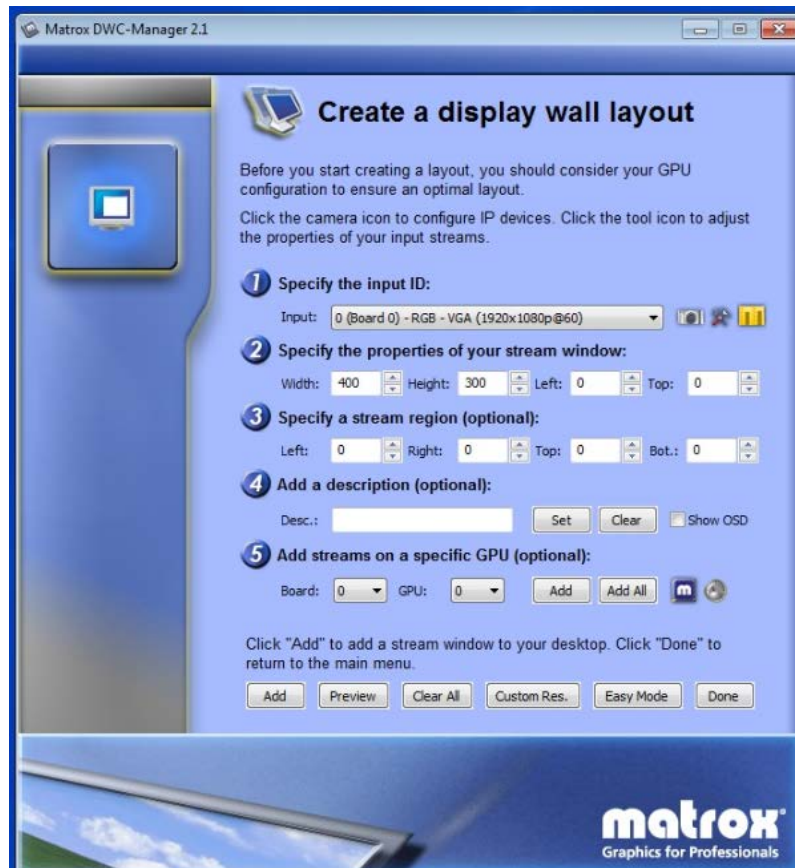 Matrox DWC-Manager 2.1
Create a display wall layout
Before you start creating a layout, you should consider your GPU
configuration to ensure an optimal layout.
Click the camera icon to configure IP devices. Click the tool icon to adjust
the properties of your input streams.
1 Specify the input ID:
Input: 0 (Board 0) - RGB - VGA (1920x1080p@60)
2 Specify the properties of your stream window:
Width: 400 Height: 300 Left: 0 Top: 0
3 Specify a stream region (optional):
Left: 0 Right: 0 Top: 0 Bot.: 0
4 Add a description (optional):
Desc.: Set Clear Show OSD
5 Add streams on a specific GPU (optional):
Board: 0 GPU: 0 Add Add All m
Click "Add" to add a stream window to your desktop. Click "Done" to
return to the main menu.
Add Preview Clear All Custom Res. Easy Mode Done
matrox
Graphics for Professionals